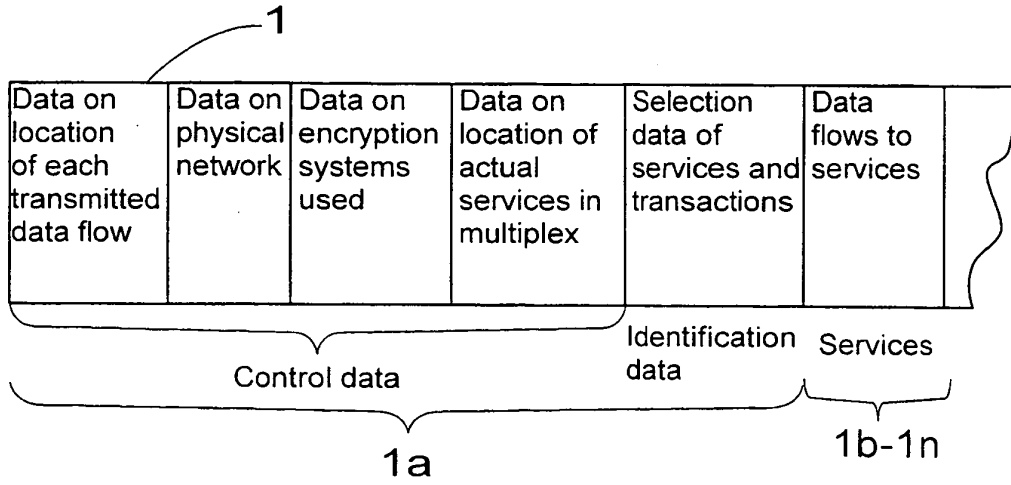 1
Data on
location
of each
transmitted
data flow
Data on
physical
network
Data on
encryption
systems
used
Data on
location of
actual
services in
multiplex
Selection
data of
services and
transactions
Data
flows to
services
Control data
Identification
data
Services
1a
1b-1n